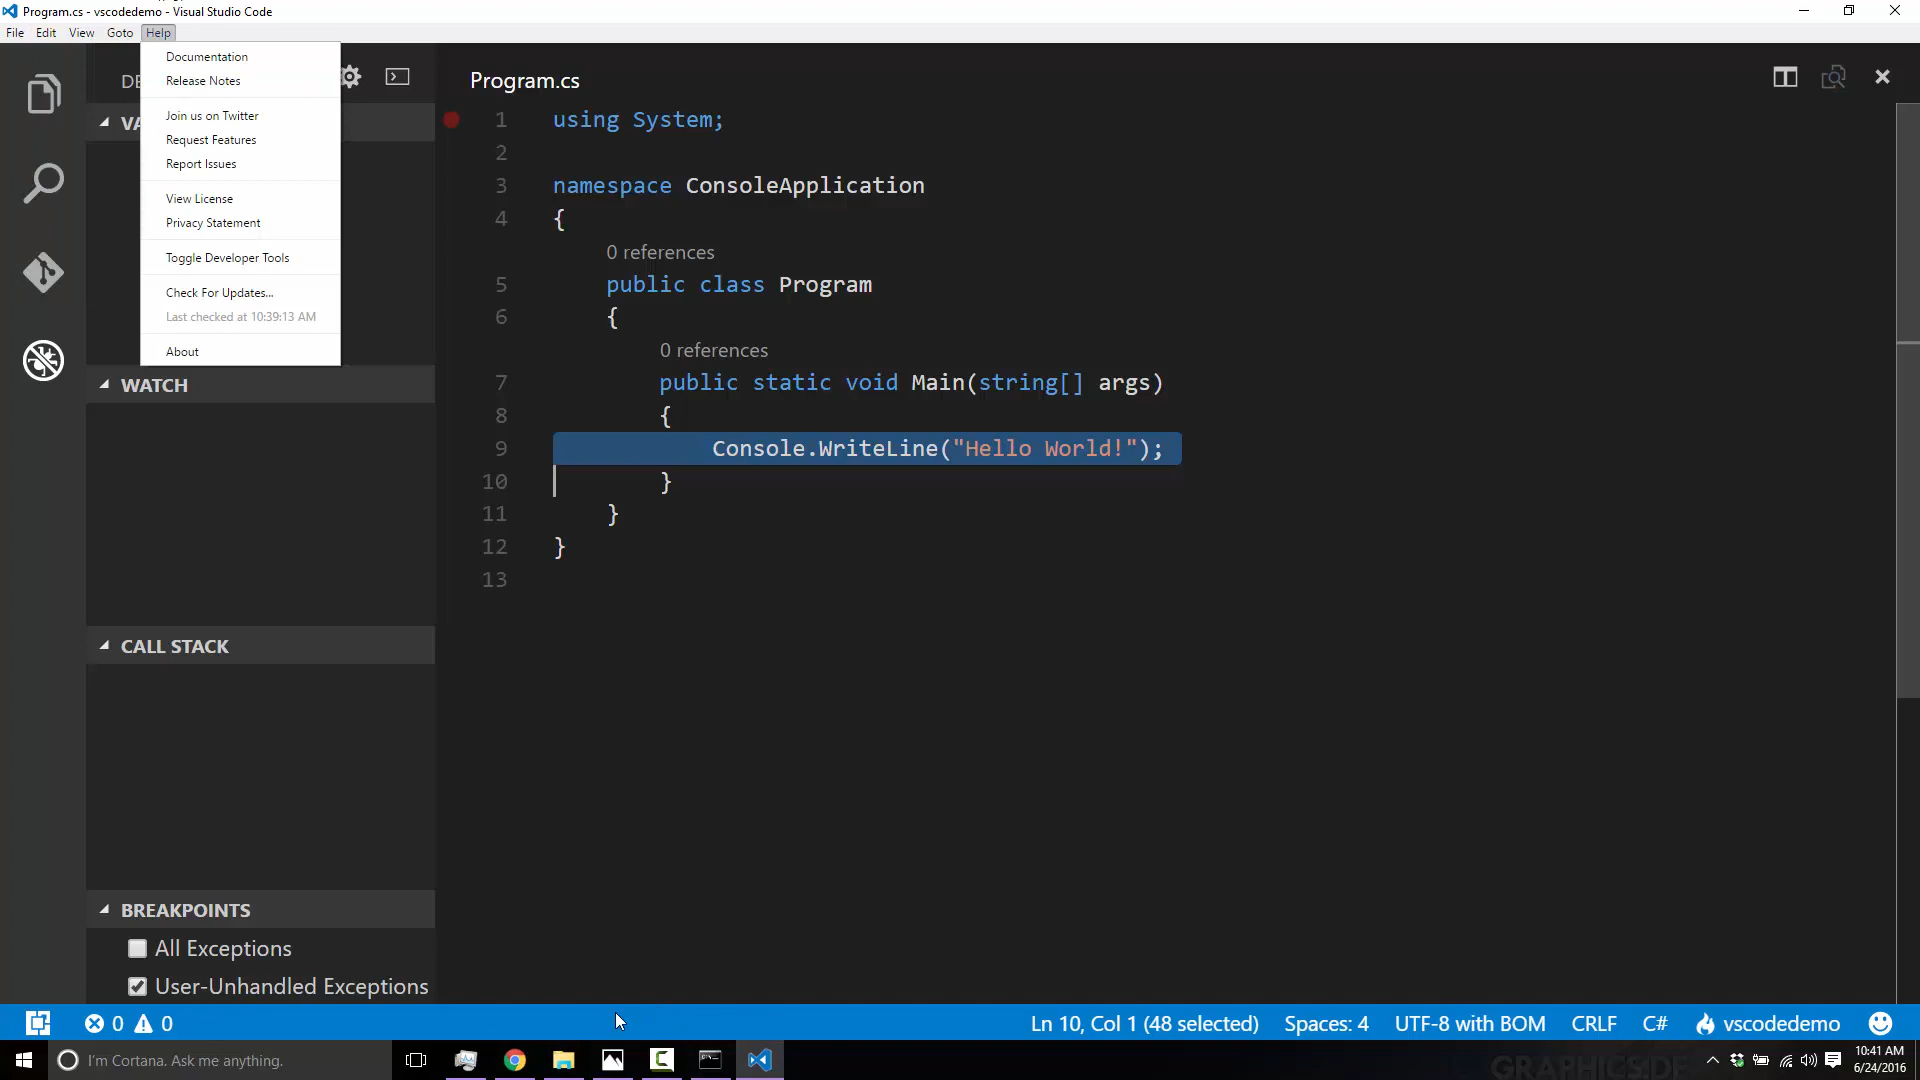 Program.cs - vscodedemo - Visual Studio Code
File Edit View Goto Help
Documentation
Release Notes
Join us on Twitter
Request Features
Report Issues
View License
Privacy Statement
Toggle Developer Tools
Check For Updates...
Last checked at 10:39:13 AM
About
DE
VA
WATCH
CALL STACK
BREAKPOINTS
All Exceptions
User-Unhandled Exceptions
Program.cs
1 using System;
2
3 namespace ConsoleApplication
4 {
0 references
5 public class Program
6 {
0 references
7 public static void Main(string[] args)
8 {
9 Console.WriteLine("Hello World!");
10 }
11 }
12 }
13
0 0 Ln 10, Col 1 (48 selected) Spaces: 4 UTF-8 with BOM CRLF C# vscodedemo
I'm Cortana. Ask me anything.
GRAPHICS.DE
10:41 AM
6/24/2016